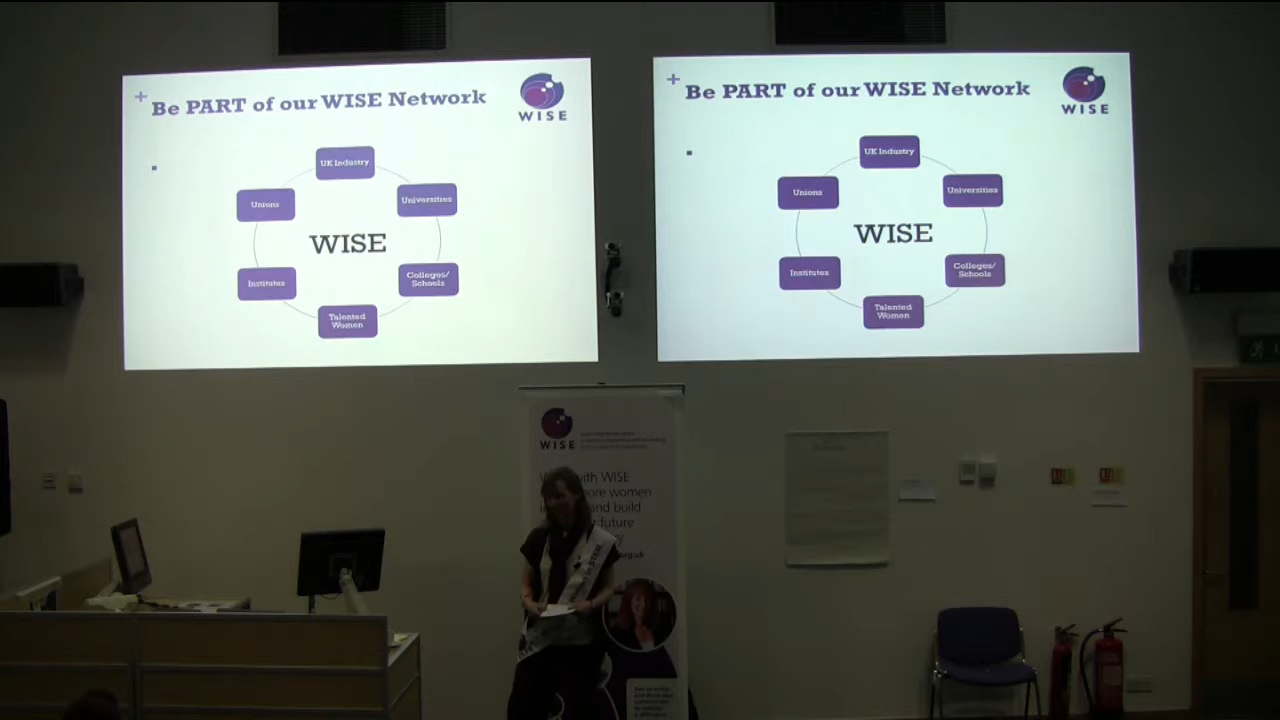 + Be PART of our WISE Network
WISE
UK Industry
Unions
Universities
WISE
Institutes
Colleges/
Schools
Talented
Women
+ Be PART of our WISE Network
WISE
UK Industry
Unions
Universities
WISE
Institutes
Colleges/
Schools
Talented
Women
WISE
with WISE
more women
and build
future
org.uk